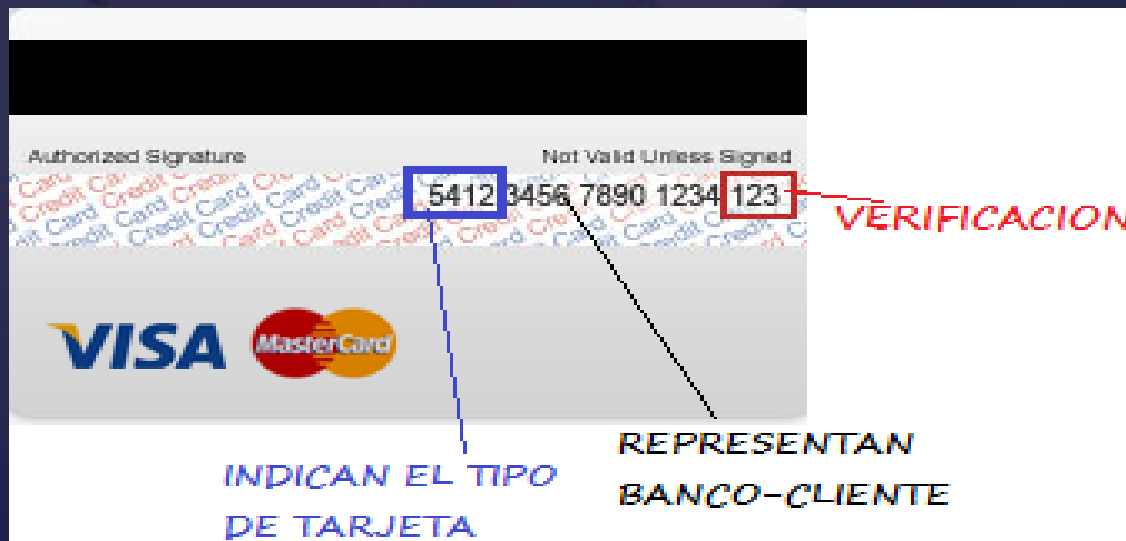 Authorized Signature Not Valid Unless Signed
5412 3456 7890 1234 123
VERIFICACION
VISA MasterCard
REPRESENTAN
BANCO-CLIENTE
INDICAN EL TIPO
DE TARJETA